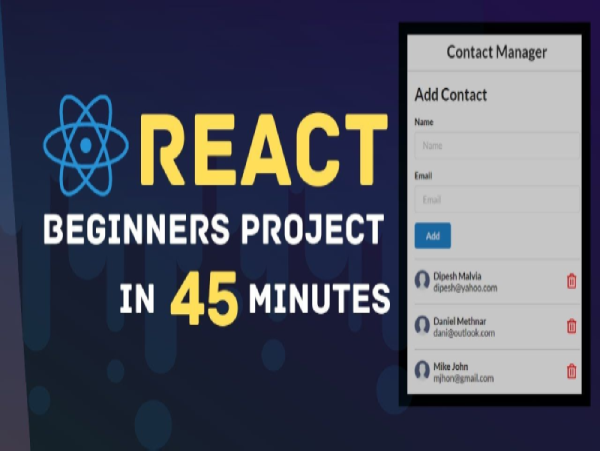 REACT
BEGINNERS PROJECT
IN 45 MINUTES
Contact Manager
Add Contact
Name
Name
Email
Email
Add
Dipesh Malvia
dipesh@yahoo.com
Daniel Methnar
dani@outlook.com
Mike John
mjhon@gmail.com